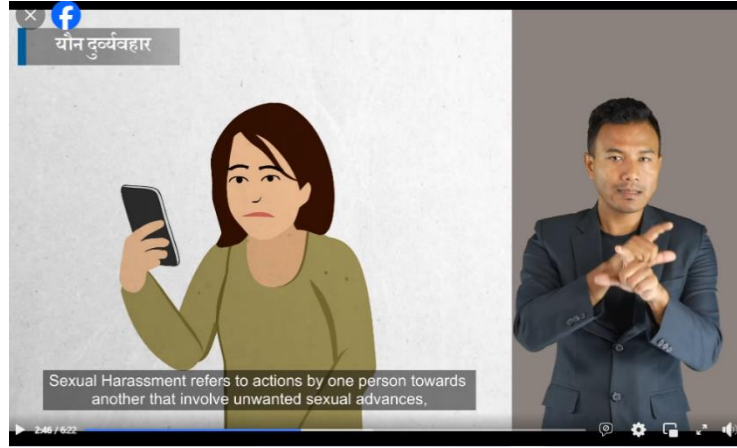 यौन दुर्व्यवहार
Sexual Harassment refers to actions by one person towards
another that involve unwanted sexual advances,
2:46 / 6:22